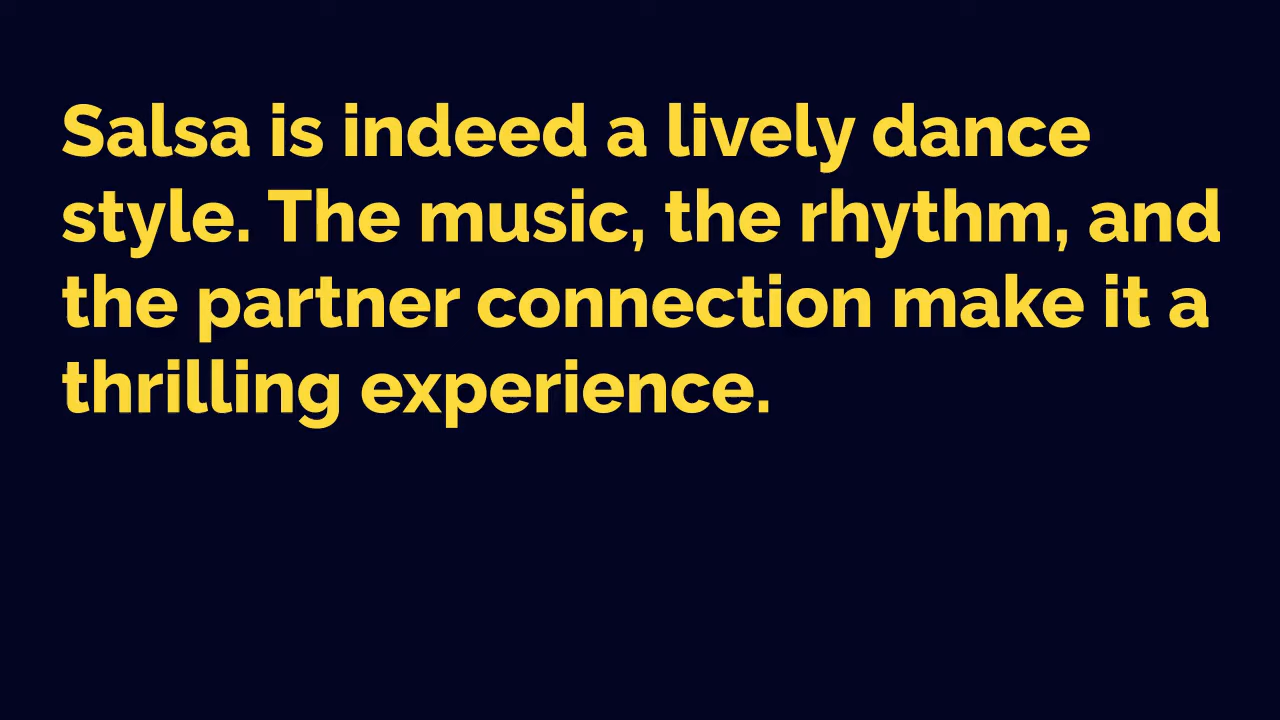 Salsa is indeed a lively dance
style. The music, the rhythm, and
the partner connection make it a
thrilling experience.